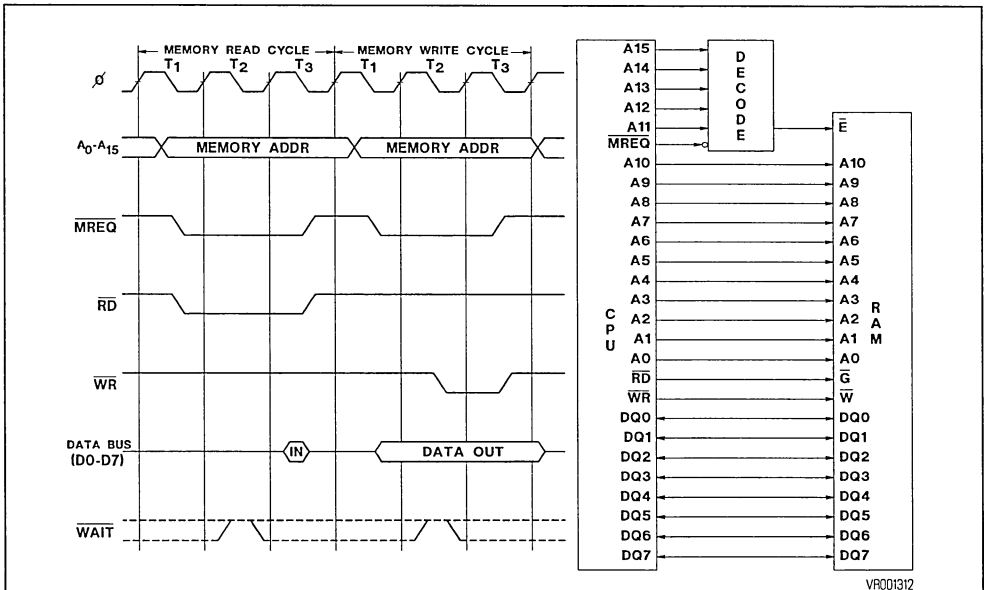 MEMORY READ CYCLE MEMORY WRITE CYCLE
T1 T2 T3 T1 T2 T3
ø
A0-A15 MEMORY ADDR MEMORY ADDR
MREQ
RD
WR
DATA BUS
(D0-D7)
IN DATA OUT
WAIT
CPU
A15
A14
A13
A12
A11
MREQ
A10
A9
A8
A7
A6
A5
A4
A3
A2
A1
A0
RD
WR
DQ0
DQ1
DQ2
DQ3
DQ4
DQ5
DQ6
DQ7
DECODE
E
A10
A9
A8
A7
A6
A5
A4
A3
A2
A1
A0
G
W
DQ0
DQ1
DQ2
DQ3
DQ4
DQ5
DQ6
DQ7
RAM
VR001312